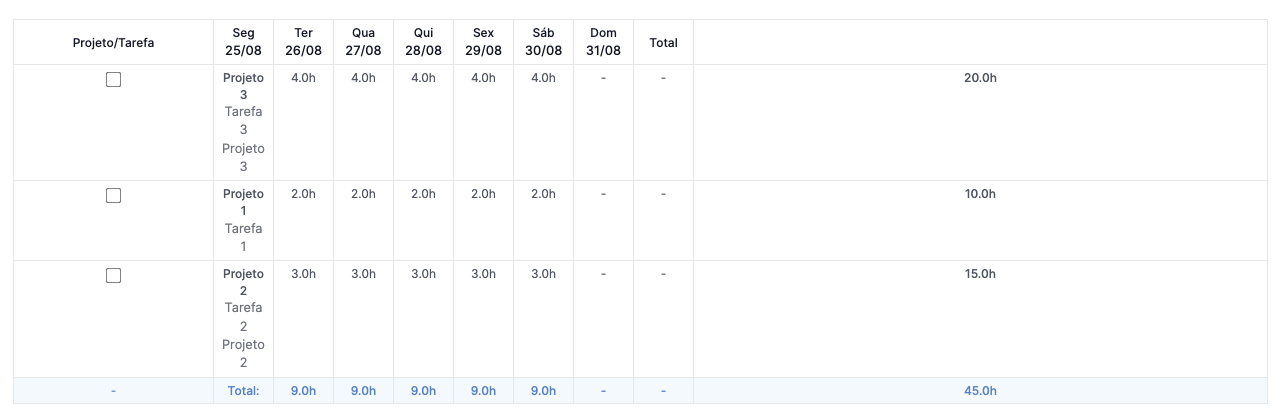 Projeto/Tarefa Seg 25/08 Ter 26/08 Qua 27/08 Qui 28/08 Sex 29/08 Sáb 30/08 Dom 31/08 Total
Projeto 3 Tarefa 3 Projeto 3 4.0h 4.0h 4.0h 4.0h 4.0h - - 20.0h
Projeto 1 Tarefa 1 2.0h 2.0h 2.0h 2.0h 2.0h - - 10.0h
Projeto 2 Tarefa 2 Projeto 2 3.0h 3.0h 3.0h 3.0h 3.0h - - 15.0h
- Total: 9.0h 9.0h 9.0h 9.0h 9.0h - - 45.0h